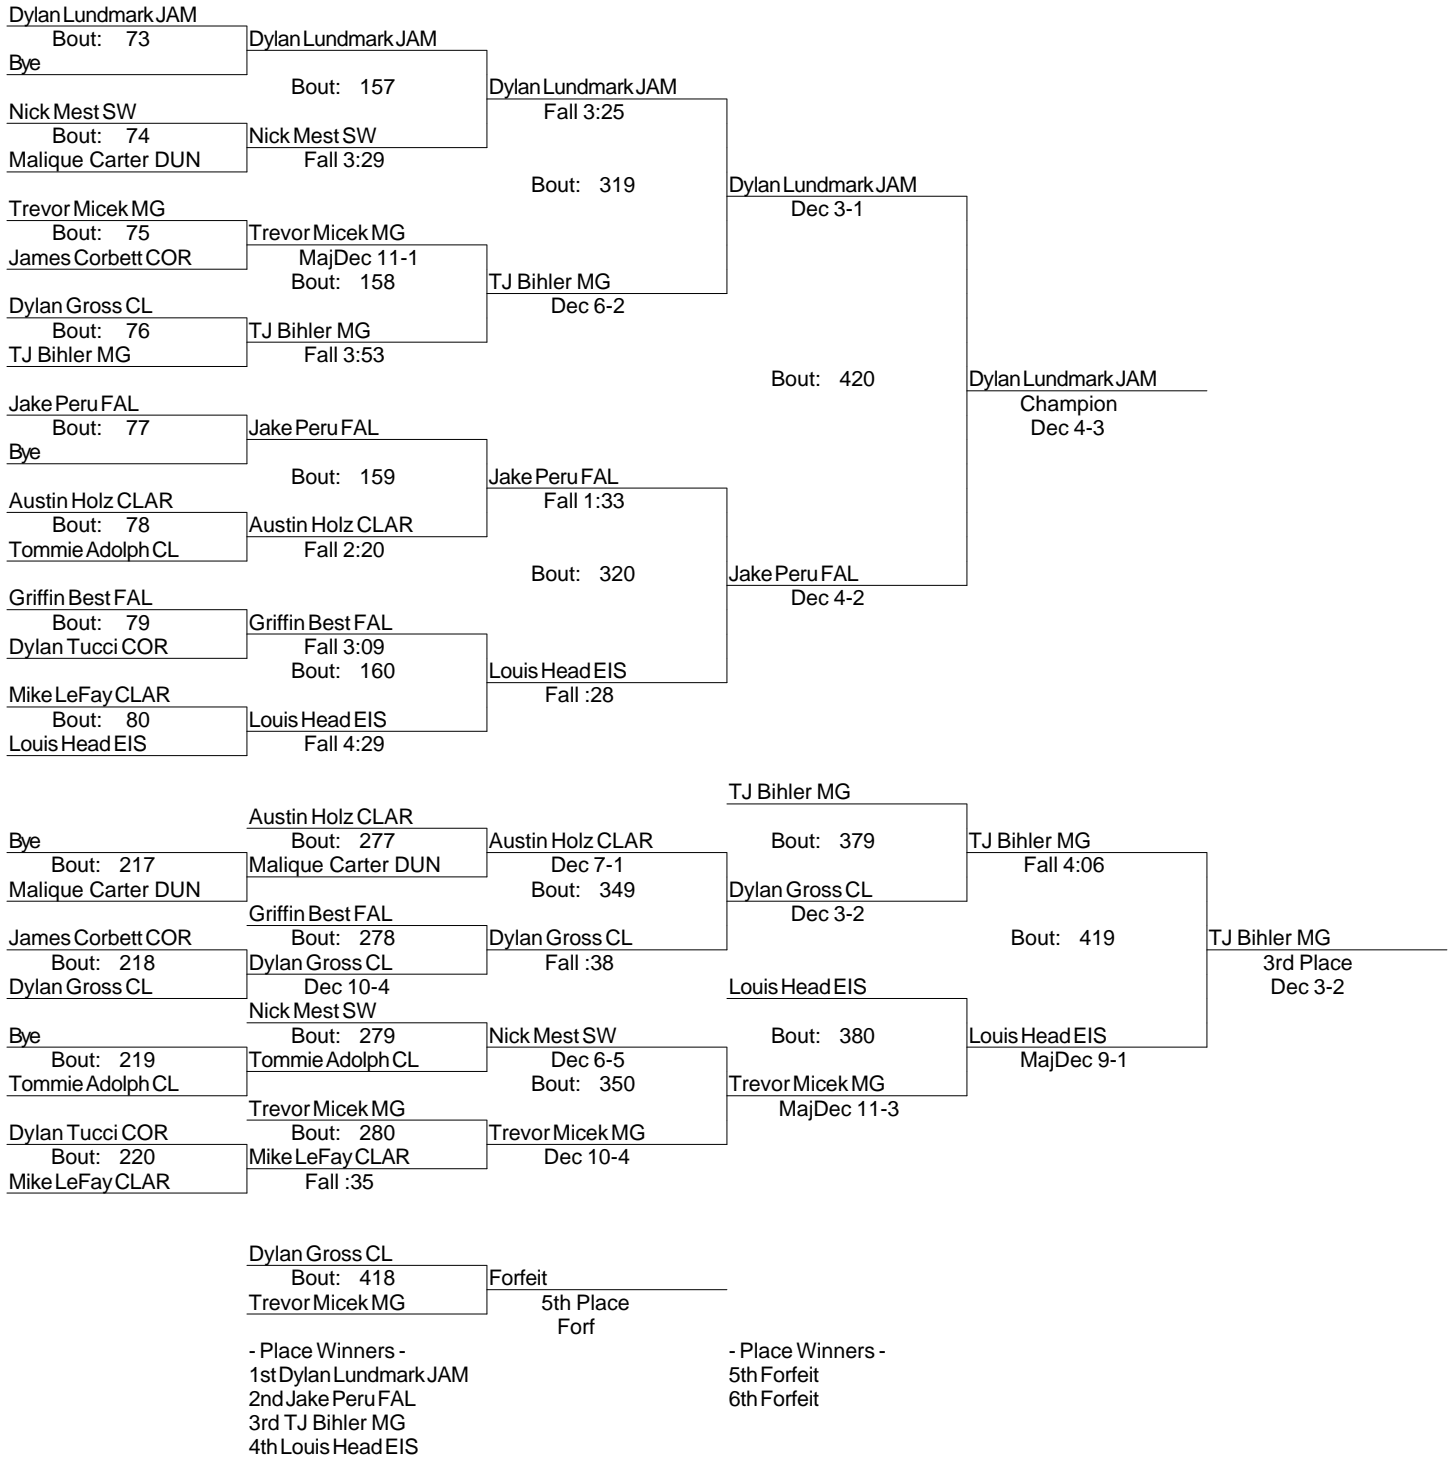 Dylan Lundmark JAM
Bout: 73
Dylan Lundmark JAM
Bye
Bout: 157
Dylan Lundmark JAM
Nick Mest SW
Fall 3:25
Bout: 74
Nick Mest SW
Malique Carter DUN
Fall 3:29
Bout: 319
Dylan Lundmark JAM
Trevor Micek MG
Dec 3-1
Bout: 75
Trevor Micek MG
James Corbett COR
MajDec 11-1
Bout: 158
TJ Bihler MG
Dylan Gross CL
Dec 6-2
Bout: 76
TJ Bihler MG
TJ Bihler MG
Fall 3:53
Bout: 420
Dylan Lundmark JAM
Jake Peru FAL
Champion
Bout: 77
Jake Peru FAL
Dec 4-3
Bye
Bout: 159
Jake Peru FAL
Austin Holz CLAR
Fall 1:33
Bout: 78
Austin Holz CLAR
Tommie Adolph CL
Fall 2:20
Bout: 320
Jake Peru FAL
Griffin Best FAL
Dec 4-2
Bout: 79
Griffin Best FAL
Dylan Tucci COR
Fall 3:09
Bout: 160
Louis Head EIS
Mike LeFay CLAR
Fall :28
Bout: 80
Louis Head EIS
Louis Head EIS
Fall 4:29
TJ Bihler MG
Austin Holz CLAR
Bye
Bout: 277
Austin Holz CLAR
Bout: 379
TJ Bihler MG
Bout: 217
Malique Carter DUN
Dec 7-1
Fall 4:06
Malique Carter DUN
Bout: 349
Dylan Gross CL
Griffin Best FAL
Dec 3-2
James Corbett COR
Bout: 278
Dylan Gross CL
Bout: 419
TJ Bihler MG
Bout: 218
Dylan Gross CL
Fall :38
3rd Place
Dylan Gross CL
Dec 10-4
Louis Head EIS
Dec 3-2
Nick Mest SW
Bye
Bout: 279
Nick Mest SW
Bout: 380
Louis Head EIS
Bout: 219
Tommie Adolph CL
Dec 6-5
MajDec 9-1
Tommie Adolph CL
Bout: 350
Trevor Micek MG
Trevor Micek MG
MajDec 11-3
Dylan Tucci COR
Bout: 280
Trevor Micek MG
Bout: 220
Mike LeFay CLAR
Dec 10-4
Mike LeFay CLAR
Fall :35
Dylan Gross CL
Bout: 418
Forfeit
Trevor Micek MG
5th Place
Forf
- Place Winners -
1st Dylan Lundmark JAM
2nd Jake Peru FAL
3rd TJ Bihler MG
4th Louis Head EIS
- Place Winners -
5th Forfeit
6th Forfeit